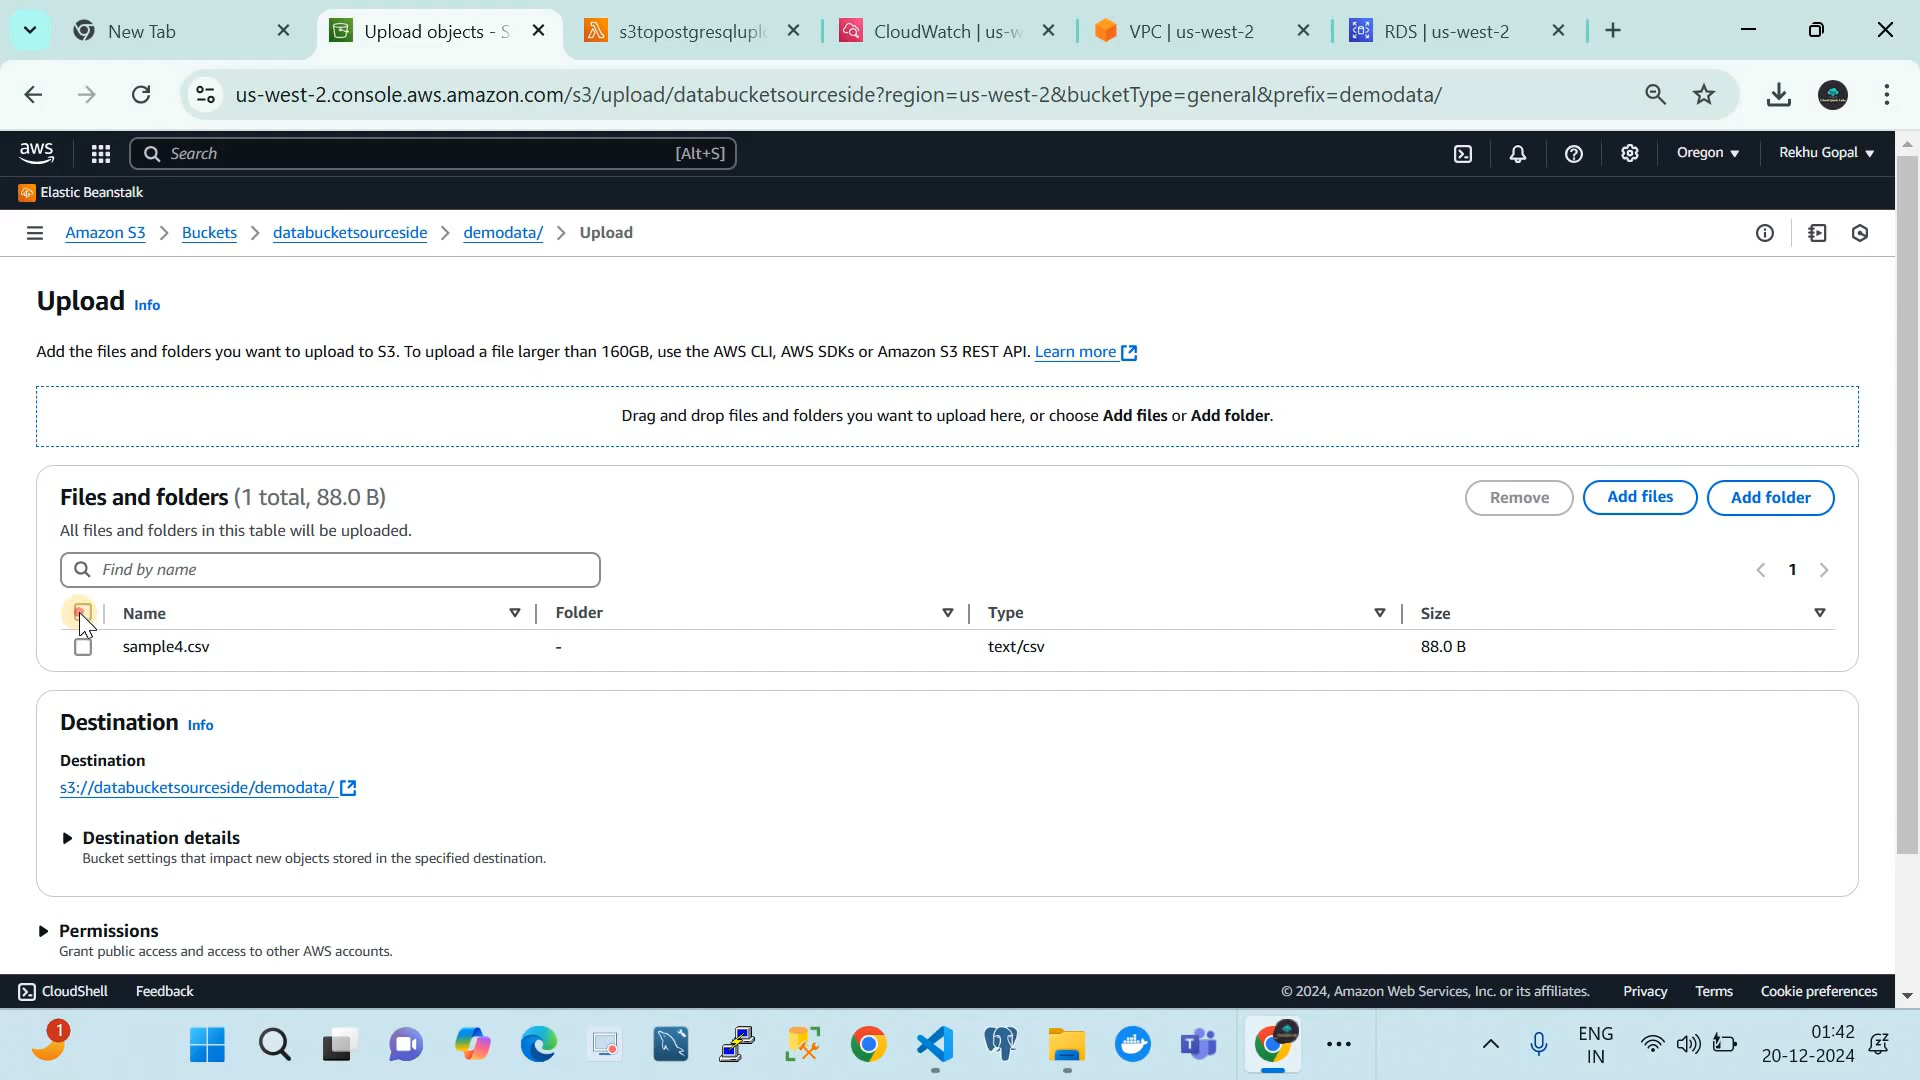 New Tab
Upload objects - S
s3topostgresqluplo
CloudWatch | us-w
VPC | us-west-2
RDS | us-west-2
us-west-2.console.aws.amazon.com/s3/upload/databucketsourceside?region=us-west-2&bucketType=general&prefix=demodata/
aws
Search
[Alt+S]
Oregon
Rekhu Gopal
Elastic Beanstalk
Amazon S3
Buckets
databucketsourceside
demodata/
Upload
Upload Info
Add the files and folders you want to upload to S3. To upload a file larger than 160GB, use the AWS CLI, AWS SDKs or Amazon S3 REST API. Learn more
Drag and drop files and folders you want to upload here, or choose Add files or Add folder.
Files and folders (1 total, 88.0 B)
Remove
Add files
Add folder
All files and folders in this table will be uploaded.
Find by name
1
Name
Folder
Type
Size
sample4.csv
-
text/csv
88.0 B
Destination Info
Destination
s3://databucketsourceside/demodata/
Destination details
Bucket settings that impact new objects stored in the specified destination.
Permissions
Grant public access and access to other AWS accounts.
CloudShell
Feedback
© 2024, Amazon Web Services, Inc. or its affiliates.
Privacy
Terms
Cookie preferences
1
ENG
IN
01:42
20-12-2024